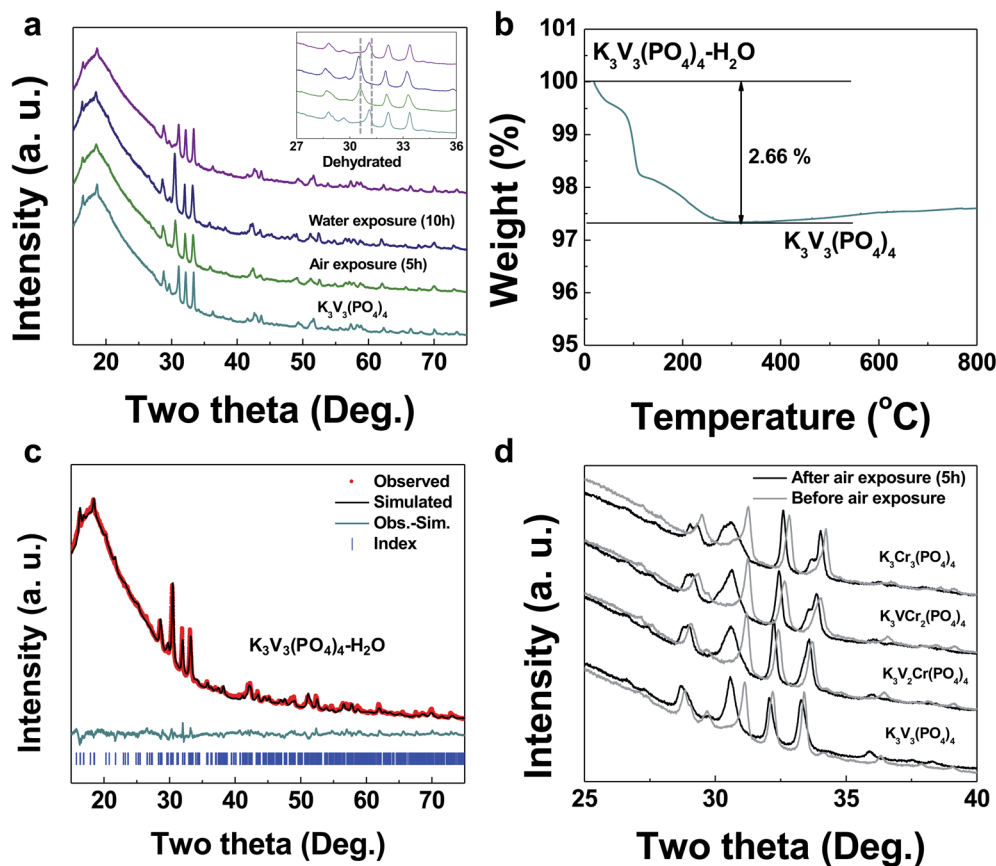 a
Intensity (a. u.)
27 30 33 36
Dehydrated
Water exposure (10h)
Air exposure (5h)
K₃V₃(PO₄)₄
20 30 40 50 60 70
Two theta (Deg.)
b
Weight (%)
101
100
99
98
97
96
95
K₃V₃(PO₄)₄-H₂O
2.66 %
K₃V₃(PO₄)₄
0 200 400 600 800
Temperature (°C)
c
Intensity (a. u.)
Observed
Simulated
Obs.-Sim.
Index
K₃V₃(PO₄)₄-H₂O
20 30 40 50 60 70
Two theta (Deg.)
d
Intensity (a. u.)
After air exposure (5h)
Before air exposure
K₃Cr₃(PO₄)₄
K₃VCr₂(PO₄)₄
K₃V₂Cr(PO₄)₄
K₃V₃(PO₄)₄
25 30 35 40
Two theta (Deg.)